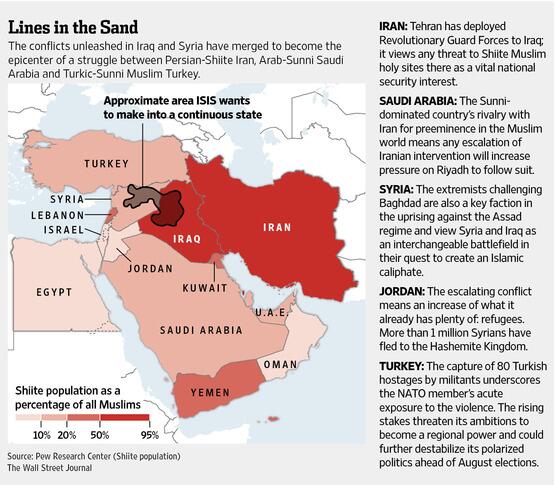 Lines in the Sand
The conflicts unleashed in Iraq and Syria have merged to become the
epicenter of a struggle between Persian-Shiite Iran, Arab-Sunni Saudi
Arabia and Turkic-Sunni Muslim Turkey.
Approximate area ISIS wants
to make into a continuous state
TURKEY
SYRIA
LEBANON
ISRAEL
IRAQ
IRAN
JORDAN
KUWAIT
EGYPT
U.A.E.
SAUDI ARABIA
OMAN
YEMEN
Shiite population as a
percentage of all Muslims
10% 20% 50% 95%
Source: Pew Research Center (Shiite population)
The Wall Street Journal
IRAN: Tehran has deployed
Revolutionary Guard Forces to Iraq;
it views any threat to Shiite Muslim
holy sites there as a vital national
security interest.
SAUDI ARABIA: The Sunni-
dominated country's rivalry with
Iran for preeminence in the Muslim
world means any escalation of
Iranian intervention will increase
pressure on Riyadh to follow suit.
SYRIA: The extremists challenging
Baghdad are also a key faction in
the uprising against the Assad
regime and view Syria and Iraq as
an interchangeable battlefield in
their quest to create an Islamic
caliphate.
JORDAN: The escalating conflict
means an increase of what it
already has plenty of: refugees.
More than 1 million Syrians have
fled to the Hashemite Kingdom.
TURKEY: The capture of 80 Turkish
hostages by militants underscores
the NATO member's acute
exposure to the violence. The rising
stakes threaten its ambitions to
become a regional power and could
further destabilize its polarized
politics ahead of August elections.